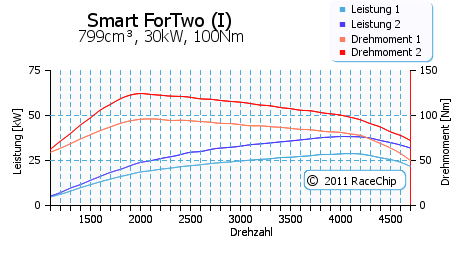 Smart ForTwo (I)
799cm³, 30kW, 100Nm
Leistung 1
Leistung 2
Drehmoment 1
Drehmoment 2
75
50
25
0
Leistung [kW]
150
100
50
0
Drehmoment [Nm]
© 2011 RaceChip
1500 2000 2500 3000 3500 4000 4500
Drehzahl